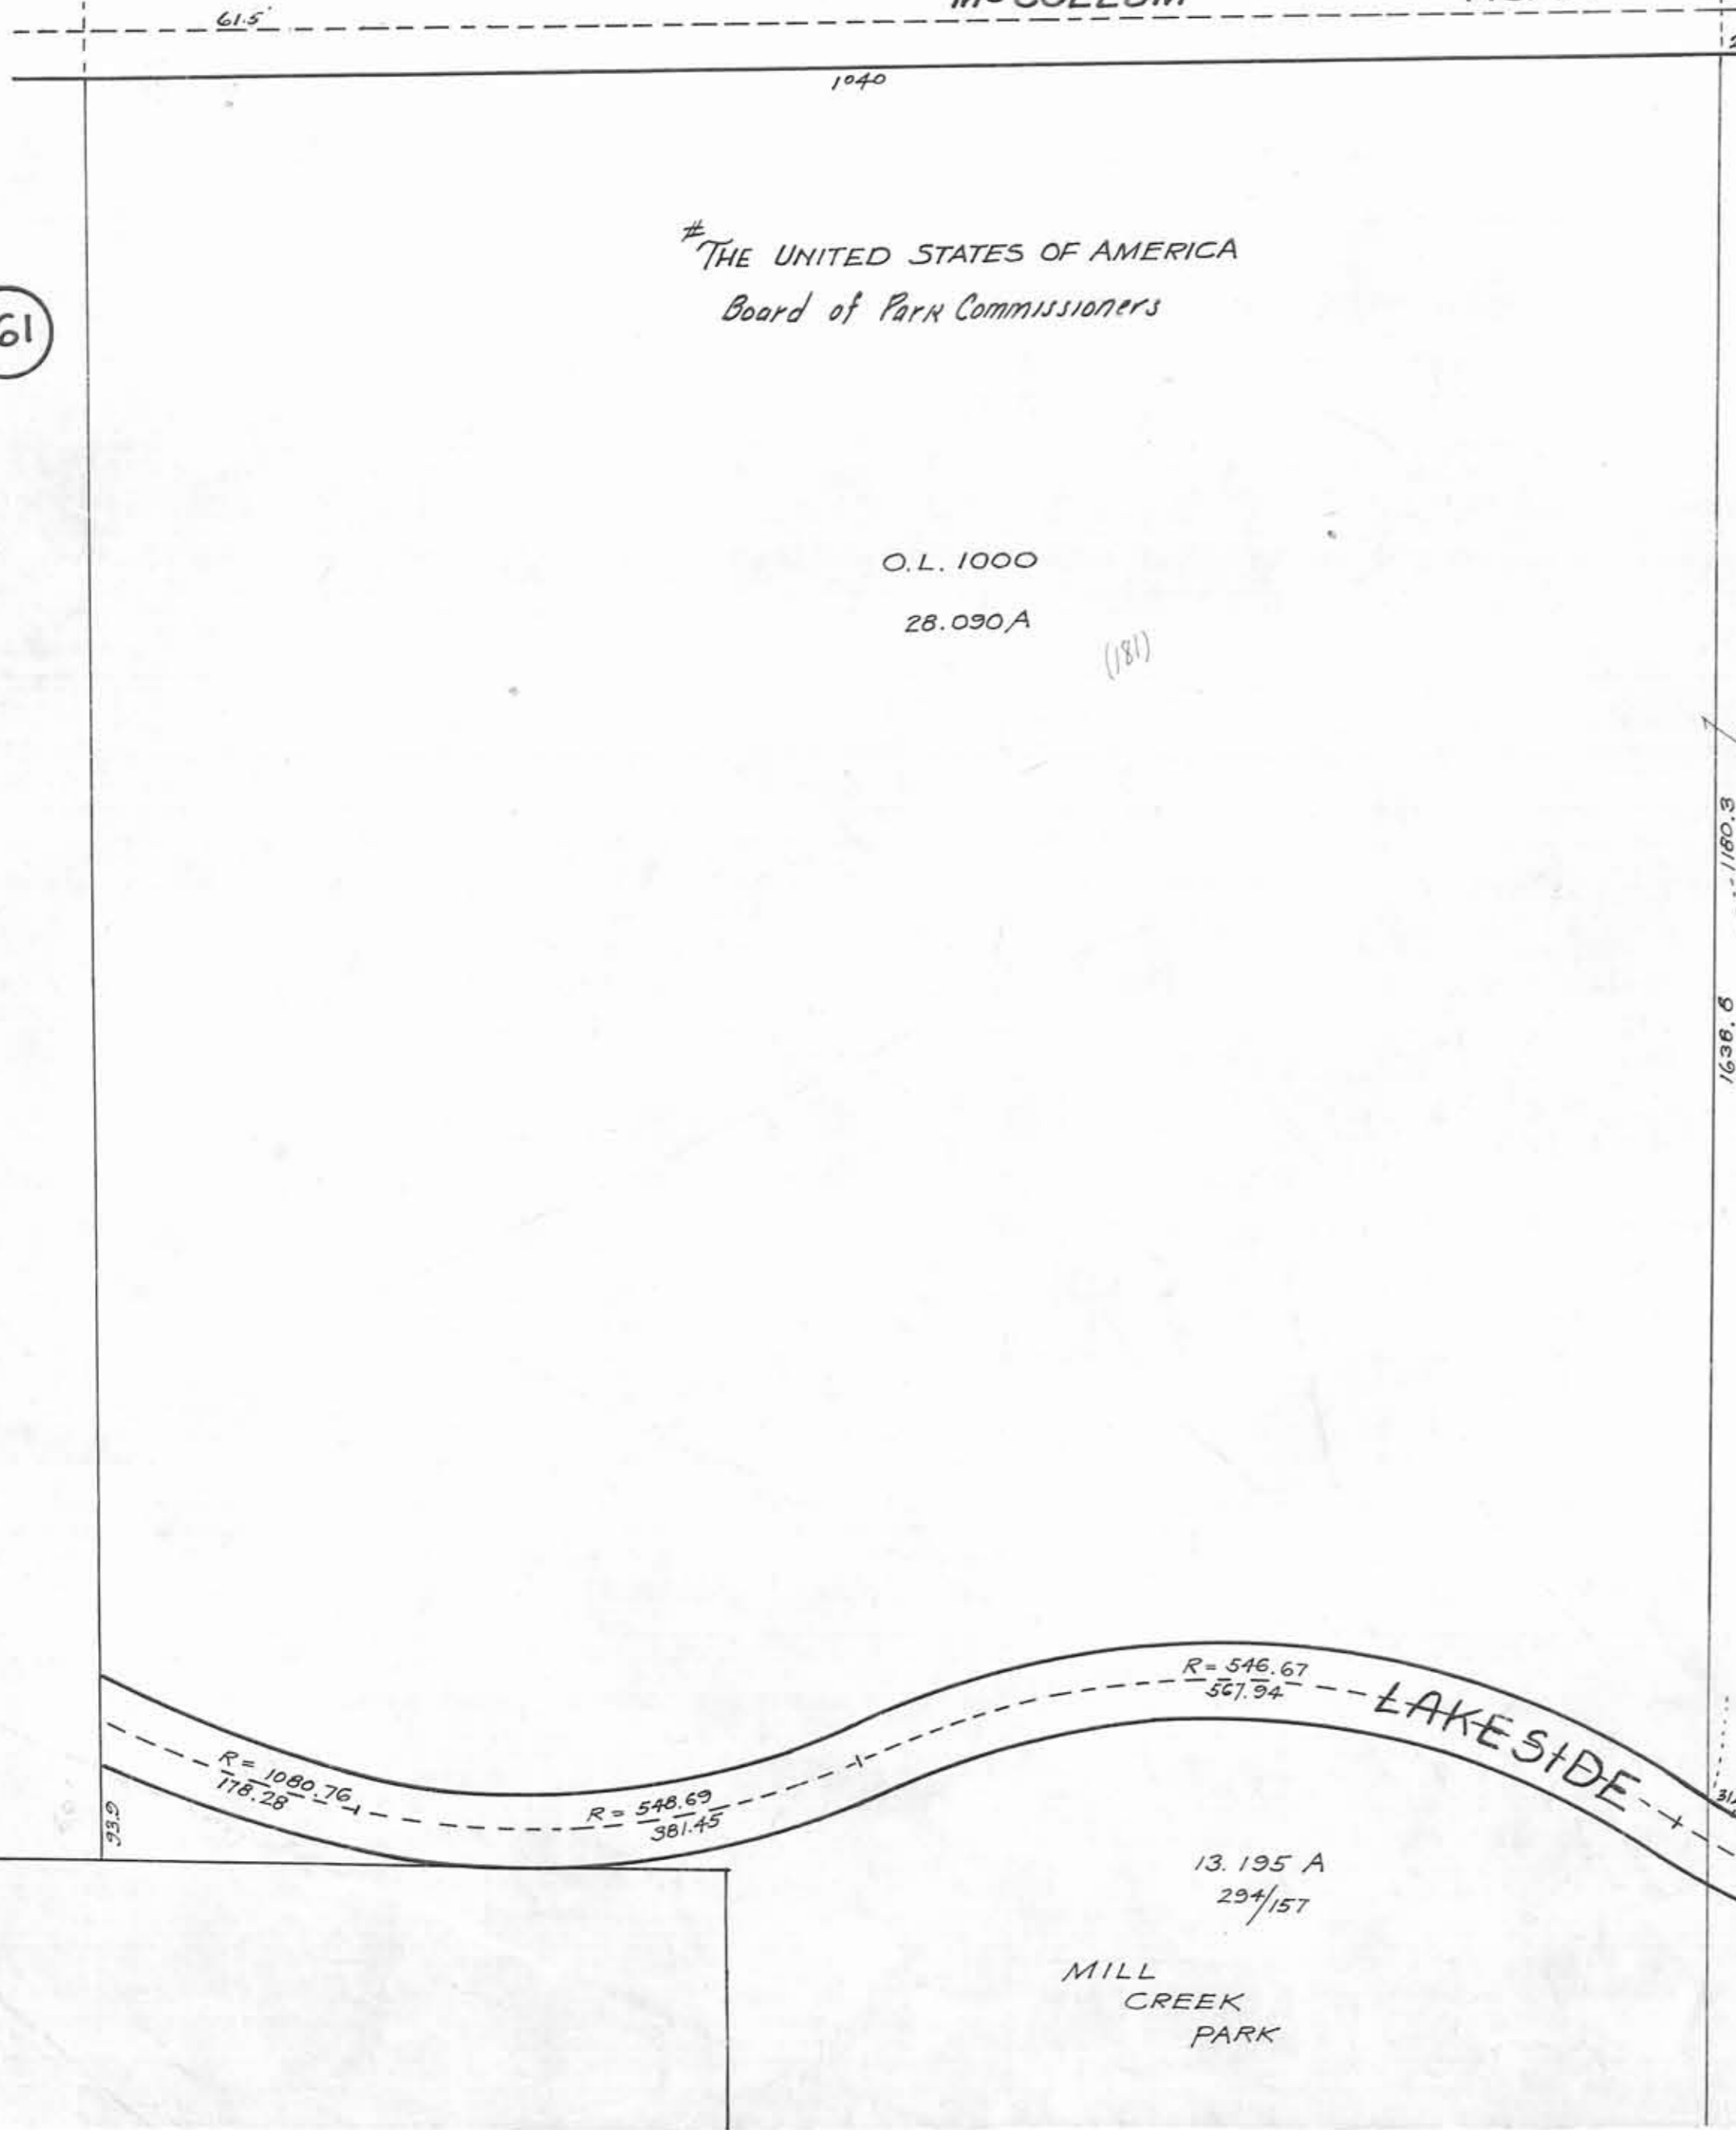 61.5'
1040
61
# THE UNITED STATES OF AMERICA
Board of Park Commissioners
O.L. 1000
28.090 A
(181)
1180.3
1638.8
R = 546.67
567.94
LAKESIDE
R = 1080.76
178.28
R = 548.69
381.45
93.9
13.195 A
294/157
MILL
CREEK
PARK